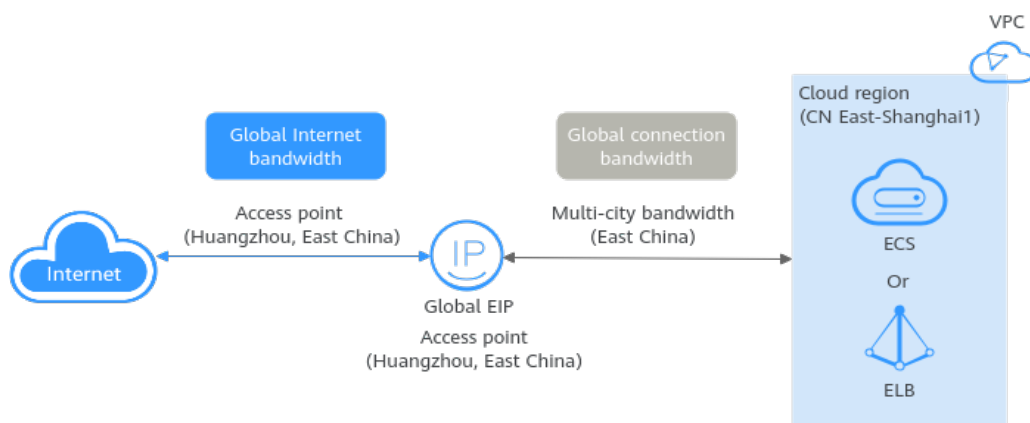 VPC
Cloud region
(CN East-Shanghai1)
Global Internet
bandwidth
Global connection
bandwidth
Access point
(Huangzhou, East China)
Multi-city bandwidth
(East China)
Internet
IP
Global EIP
Access point
(Huangzhou, East China)
ECS
Or
ELB